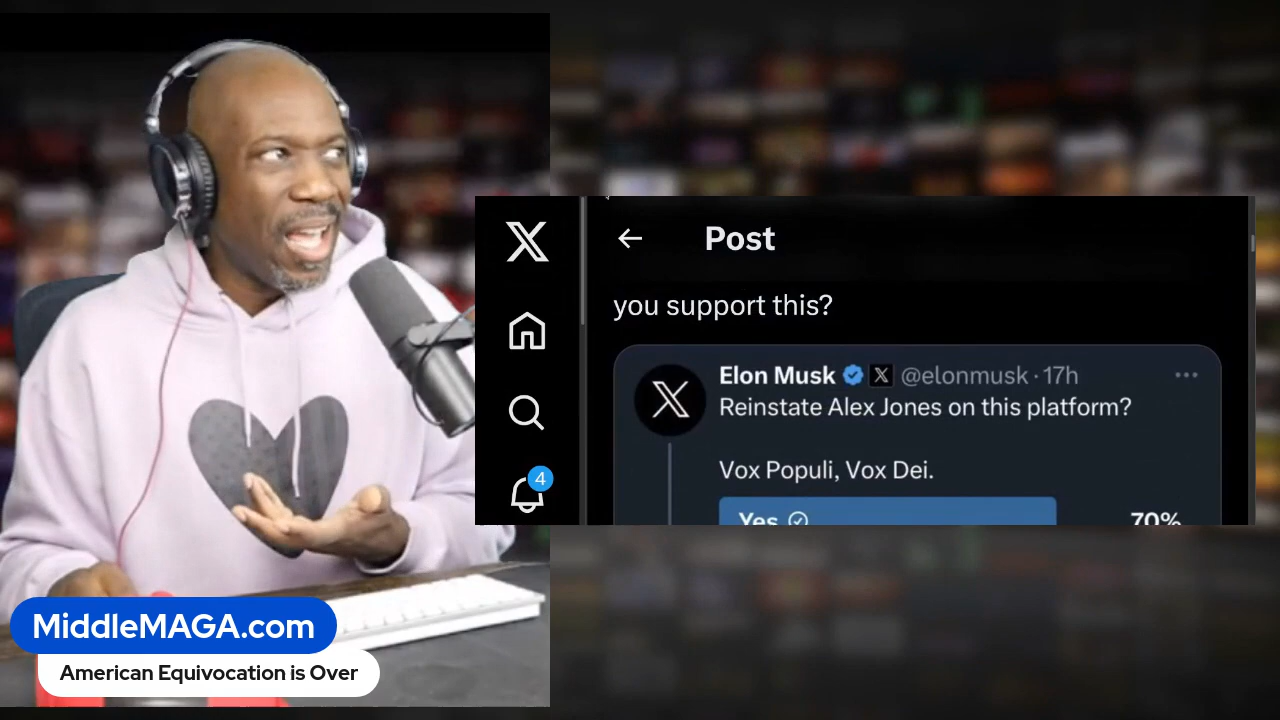 Post
you support this?
Elon Musk @elonmusk · 17h
Reinstate Alex Jones on this platform?
Vox Populi, Vox Dei.
Yes 70%
4
MiddleMAGA.com
American Equivocation is Over